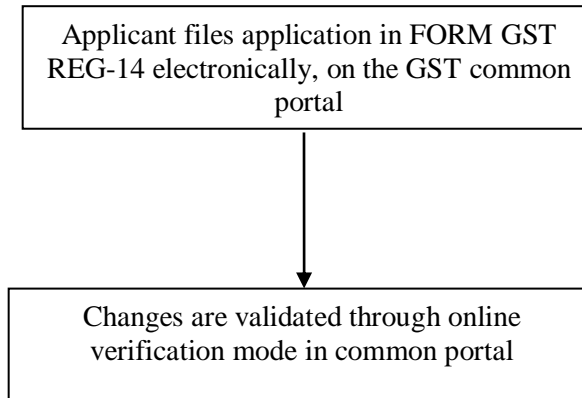 Applicant files application in FORM GST
REG-14 electronically, on the GST common
portal
Changes are validated through online
verification mode in common portal